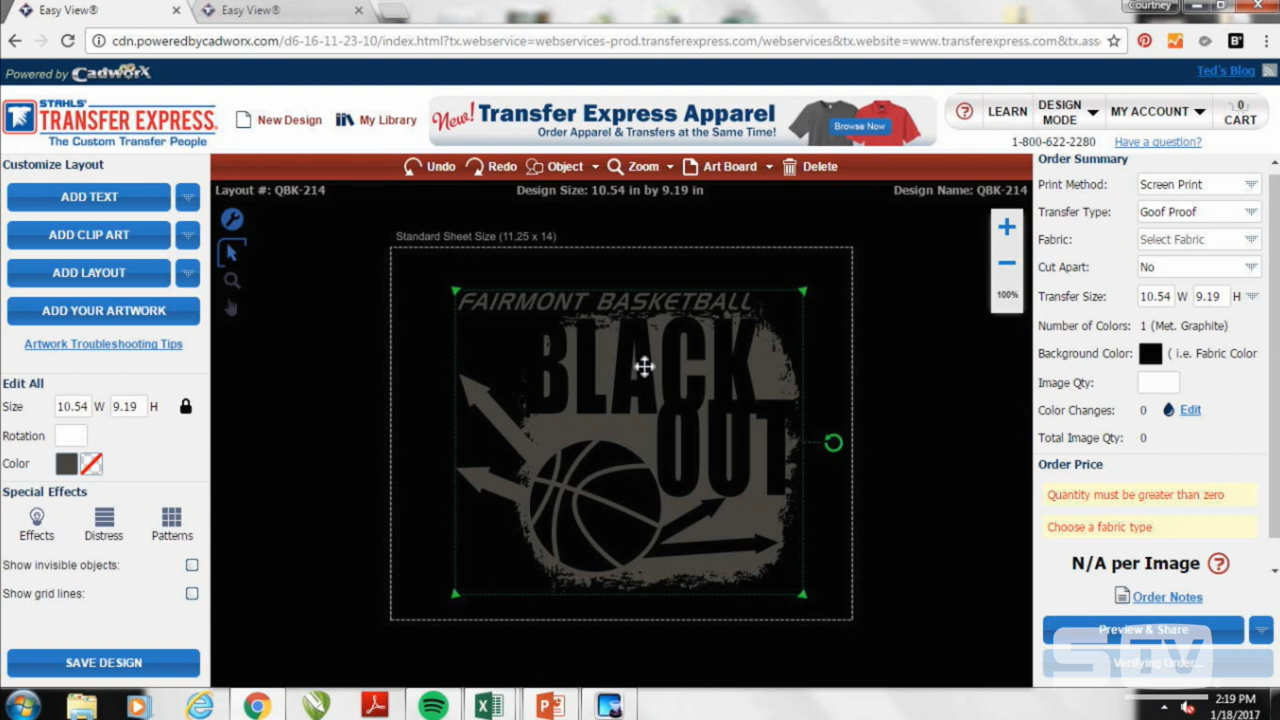 Easy View®
Easy View®
Courtney
cdn.poweredbycadworx.com/d6-16-11-23-10/index.html?tx.webservice=webservices-prod.transferexpress.com/webservices&tx.website=www.transferexpress.com&tx.asse
Powered by CadworX
Ted's Blog
STAHLS'
TRANSFER EXPRESS.
The Custom Transfer People
New Design
My Library
New! Transfer Express Apparel
Order Apparel & Transfers at the Same Time!
Browse Now
LEARN
DESIGN MODE
MY ACCOUNT
0
CART
1-800-622-2280
Have a question?
Customize Layout
ADD TEXT
ADD CLIP ART
ADD LAYOUT
ADD YOUR ARTWORK
Artwork Troubleshooting Tips
Edit All
Size 10.54 W 9.19 H
Rotation
Color
Special Effects
Effects Distress Patterns
Show invisible objects:
Show grid lines:
SAVE DESIGN
Undo Redo Object Zoom Art Board Delete
Layout #: QBK-214
Design Size: 10.54 in by 9.19 in
Design Name: QBK-214
Standard Sheet Size (11.25 x 14)
FAIRMONT BASKETBALL
BLACK
OUT
100%
Order Summary
Print Method: Screen Print
Transfer Type: Goof Proof
Fabric: Select Fabric
Cut Apart: No
Transfer Size: 10.54 W 9.19 H
Number of Colors: 1 (Met. Graphite)
Background Color: ( i.e. Fabric Color
Image Qty:
Color Changes: 0 Edit
Total Image Qty: 0
Order Price
Quantity must be greater than zero
Choose a fabric type
N/A per Image
Order Notes
Preview & Share
Verifying Order...
STV
2:19 PM
1/18/2017